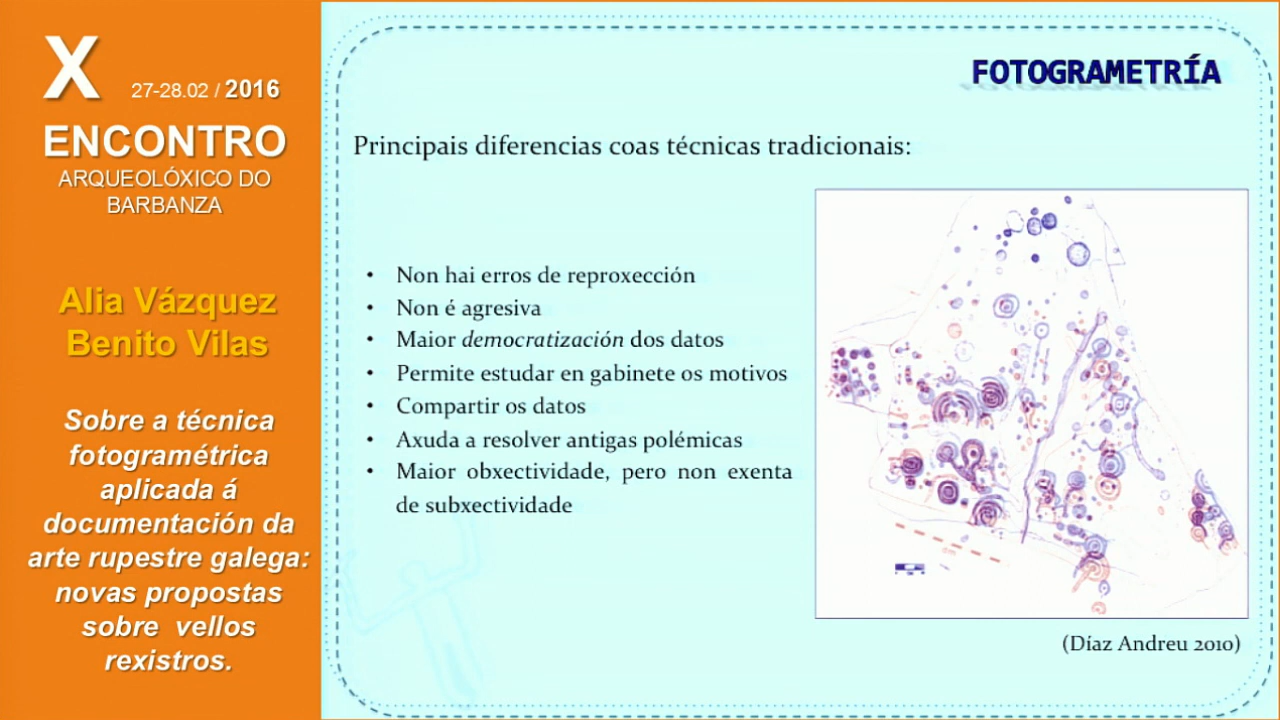 X
27-28.02 / 2016
ENCONTRO
ARQUEOLÓXICO DO
BARBANZA
Alia Vázquez
Benito Vilas
Sobre a técnica
fotogramétrica
aplicada á
documentación da
arte rupestre galega:
novas propostas
sobre vellos
rexistros.
FOTOGRAMETRÍA
Principais diferencias coas técnicas tradicionais:
• Non hai erros de reproxección
• Non é agresiva
• Maior democratización dos datos
• Permite estudar en gabinete os motivos
• Compartir os datos
• Axuda a resolver antigas polémicas
• Maior obxectividade, pero non exenta
de subxectividade
(Díaz Andreu 2010)